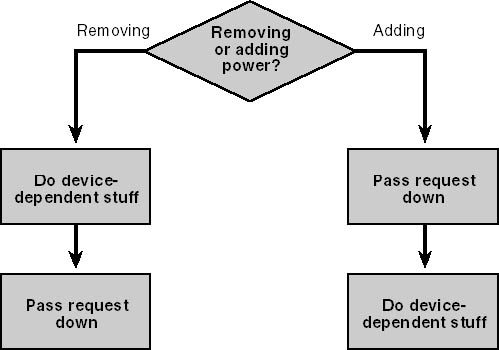 Removing
Removing
or adding
power?
Adding
Do device-
dependent stuff
Pass request
down
Pass request
down
Do device-
dependent stuff